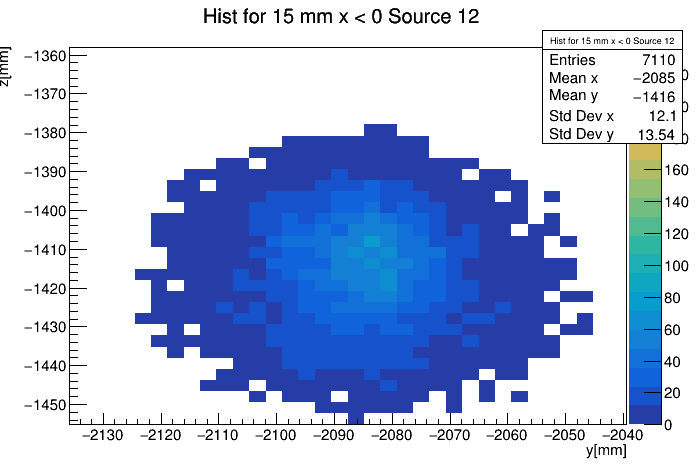 Hist for 15 mm x < 0 Source 12
z[mm]
Hist for 15 mm x < 0 Source 12
Entries 7110
Mean x −2085
Mean y −1416
Std Dev x 12.1
Std Dev y 13.54
−1360
−1370
−1380
−1390
−1400
−1410
−1420
−1430
−1440
−1450
160
140
120
100
80
60
40
20
0
−2130 −2120 −2110 −2100 −2090 −2080 −2070 −2060 −2050 −2040
y[mm]